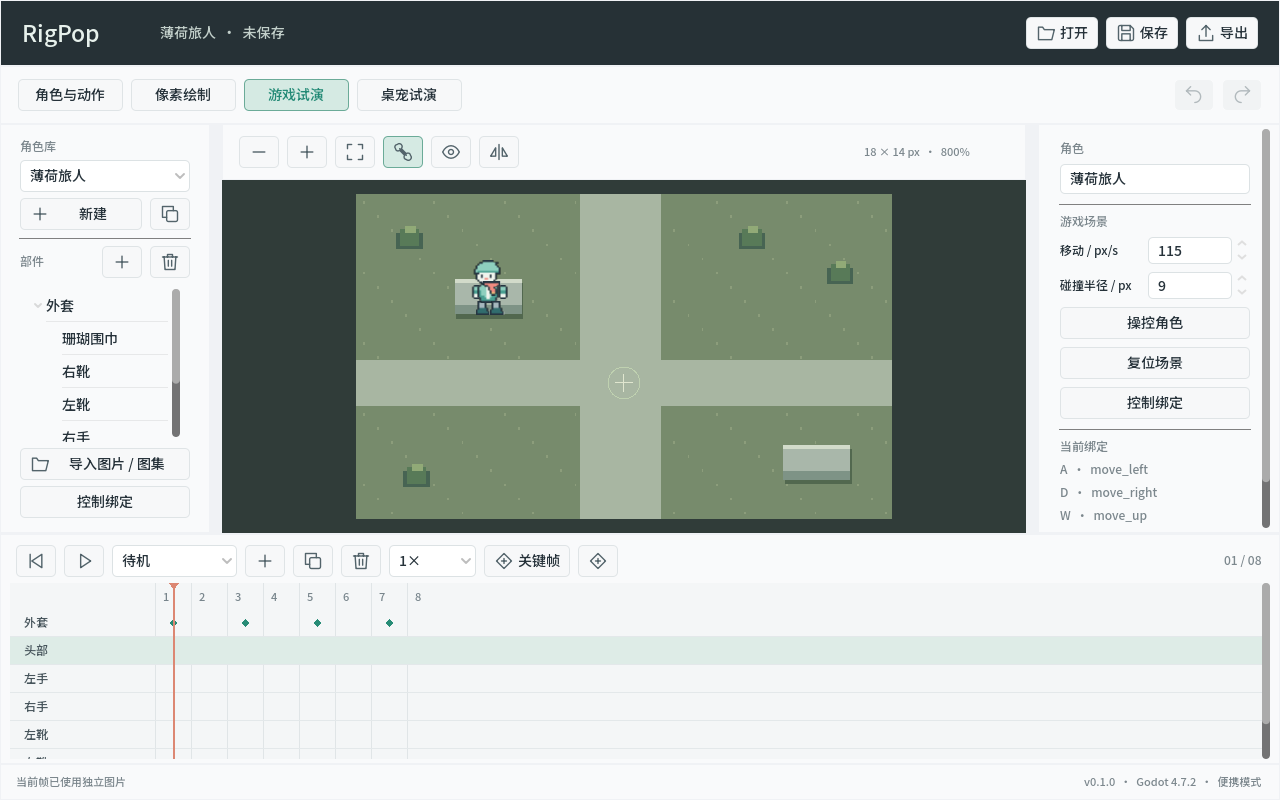 RigPop
薄荷旅人 • 未保存
打开
保存
导出
角色与动作
像素绘制
游戏试演
桌宠试演
角色库
薄荷旅人
新建
部件
外套
珊瑚围巾
右靴
左靴
右手
导入图片 / 图集
控制绑定
18 × 14 px • 800%
角色
薄荷旅人
游戏场景
移动 / px/s
115
碰撞半径 / px
9
操控角色
复位场景
控制绑定
当前绑定
A • move_left
D • move_right
W • move_up
待机
1×
关键帧
01 / 08
1 2 3 4 5 6 7 8
外套
头部
左手
右手
左靴
当前帧已使用独立图片
v0.1.0 • Godot 4.7.2 • 便携模式